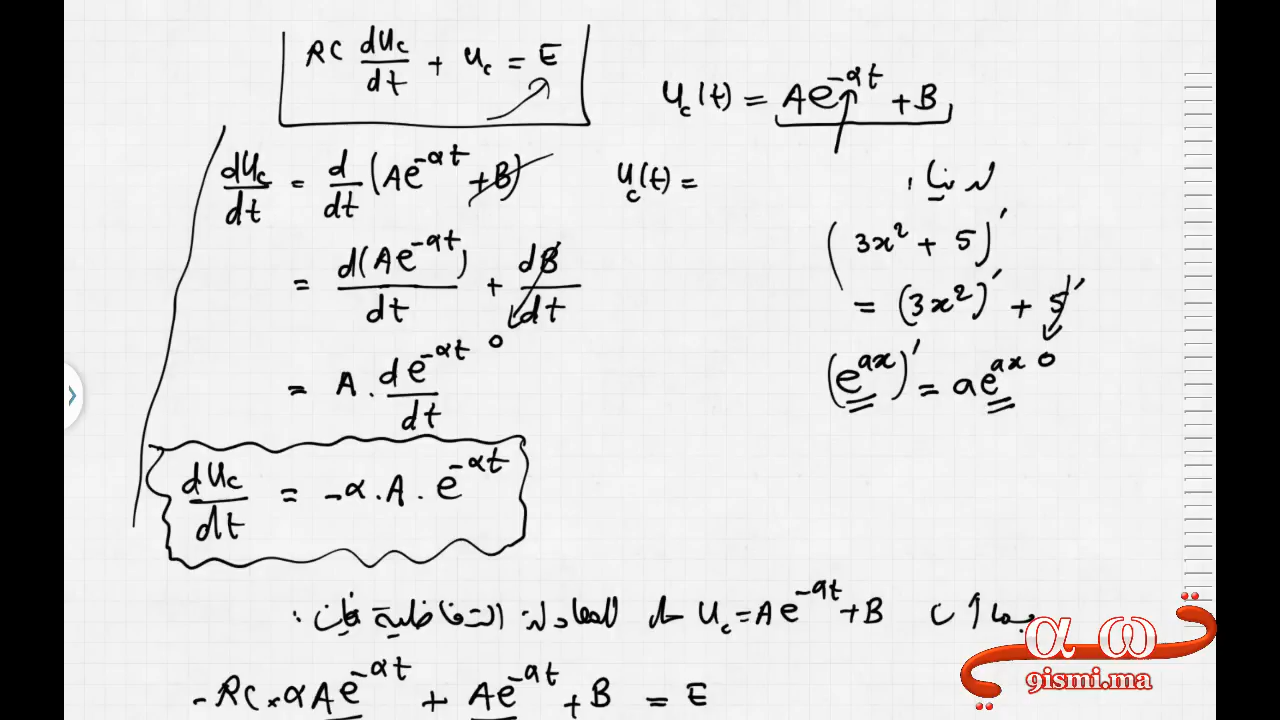 RC dUc/dt + Uc = E
Uc(t) = Ae^-αt + B
dUc/dt = d/dt (Ae^-αt + B)
= d(Ae^-αt)/dt + dB/dt
0
= A . de^-αt/dt
dUc/dt = -α . A . e^-αt
Uc(t) =
لدينا :
(3x² + 5)'
= (3x²)' + 5'
0
(e^ax)' = ae^ax
بما أن Uc = Ae^-αt + B حل للمعادلة التفاضلية فإن :
- RC × αAe^-αt + Ae^-αt + B = E
α ω
9ismi.ma